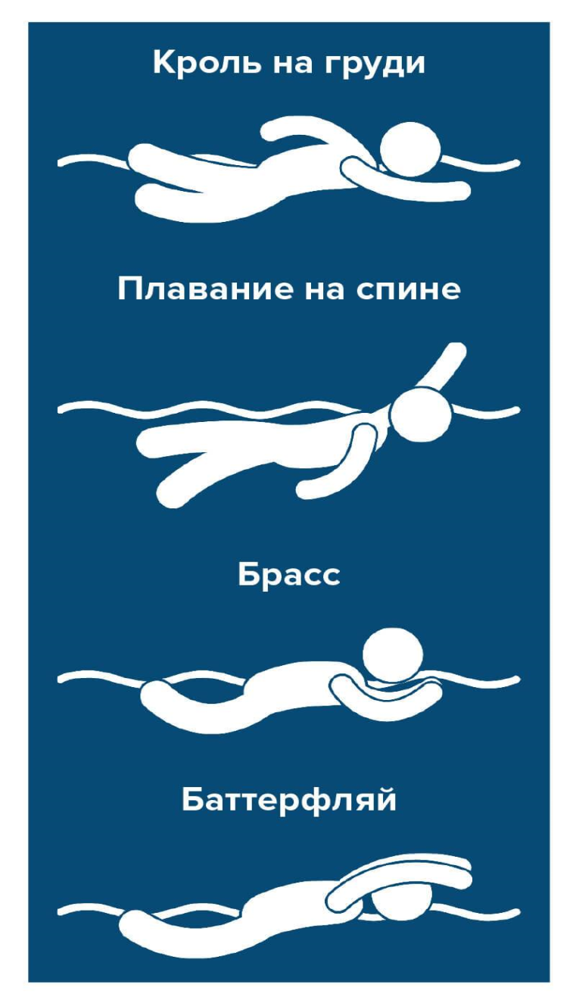 Кроль на груди
Плавание на спине
Брасс
Баттерфляй